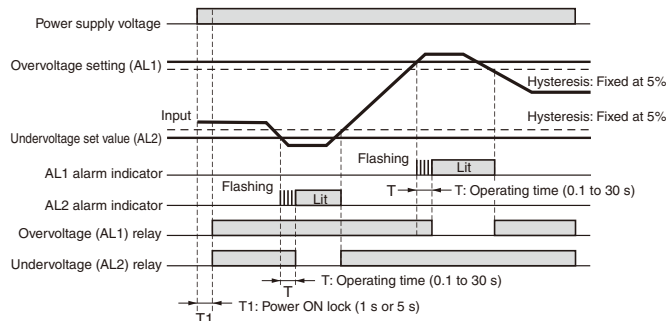 Power supply voltage
Overvoltage setting (AL1)
Hysteresis: Fixed at 5%
Input
Hysteresis: Fixed at 5%
Undervoltage set value (AL2)
Flashing
Lit
AL1 alarm indicator
T
T: Operating time (0.1 to 30 s)
Flashing
Lit
AL2 alarm indicator
Overvoltage (AL1) relay
Undervoltage (AL2) relay
T
T: Operating time (0.1 to 30 s)
T1
T1: Power ON lock (1 s or 5 s)